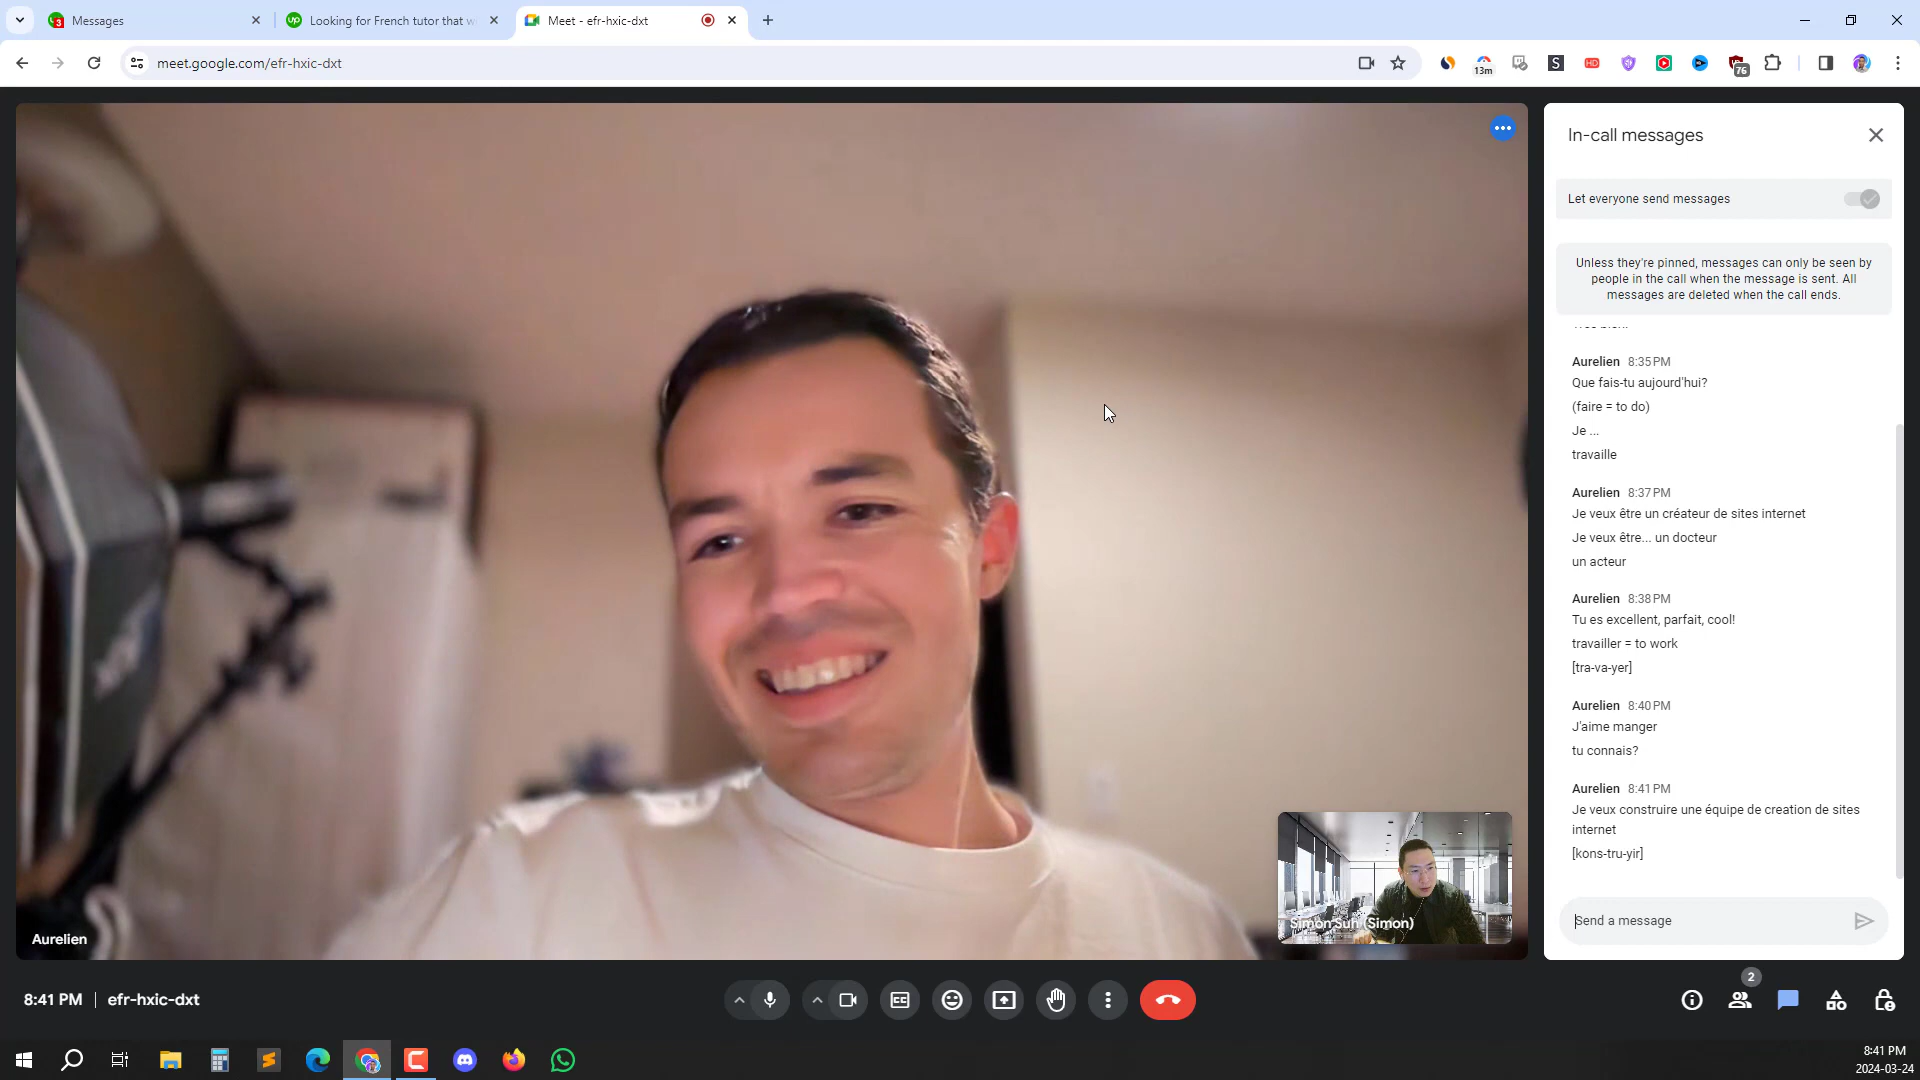 Messages
Looking for French tutor that w
Meet - efr-hxic-dxt
meet.google.com/efr-hxic-dxt
13m
S
HD
76
In-call messages
Let everyone send messages
Unless they're pinned, messages can only be seen by
people in the call when the message is sent. All
messages are deleted when the call ends.
Aurelien 8:35 PM
Que fais-tu aujourd'hui?
(faire = to do)
Je ...
travaille
Aurelien 8:37 PM
Je veux être un créateur de sites internet
Je veux être... un docteur
un acteur
Aurelien 8:38 PM
Tu es excellent, parfait, cool!
travailler = to work
[tra-va-yer]
Aurelien 8:40 PM
J'aime manger
tu connais?
Aurelien 8:41 PM
Je veux construire une équipe de creation de sites
internet
[kons-tru-yir]
Send a message
Aurelien
Simon Suh (Simon)
8:41 PM | efr-hxic-dxt
2
8:41 PM
2024-03-24